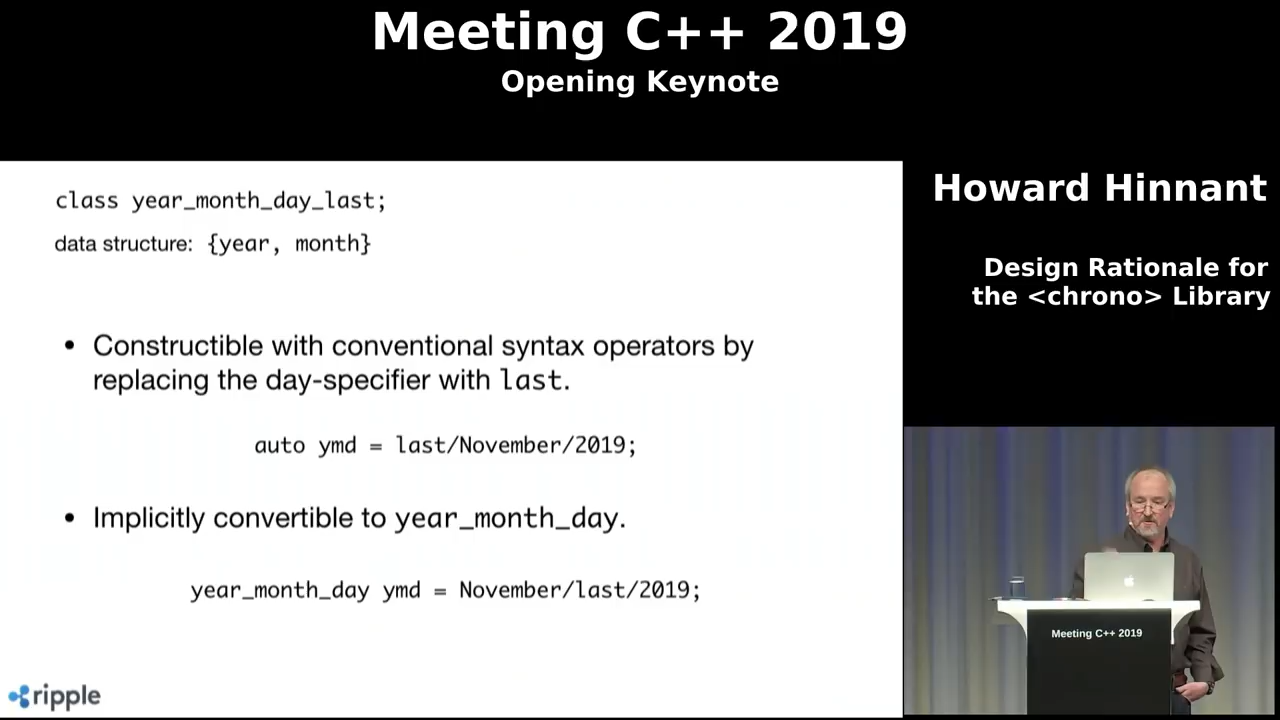 Meeting C++ 2019
Opening Keynote
class year_month_day_last;
data structure: {year, month}
• Constructible with conventional syntax operators by
replacing the day-specifier with last.
auto ymd = last/November/2019;
• Implicitly convertible to year_month_day.
year_month_day ymd = November/last/2019;
ripple
Howard Hinnant
Design Rationale for
the <chrono> Library
Meeting C++ 2019